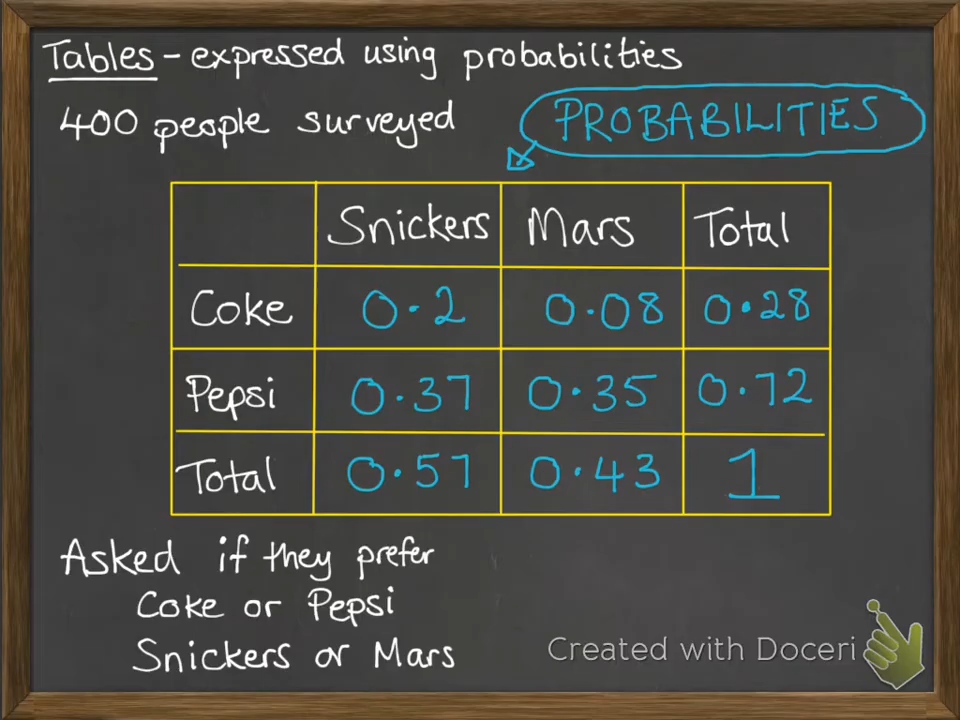 Tables - expressed using probabilities
400 people surveyed
PROBABILITIES
Snickers Mars Total
Coke 0.2 0.08 0.28
Pepsi 0.37 0.35 0.72
Total 0.57 0.43 1
Asked if they prefer
Coke or Pepsi
Snickers or Mars
Created with Doceri